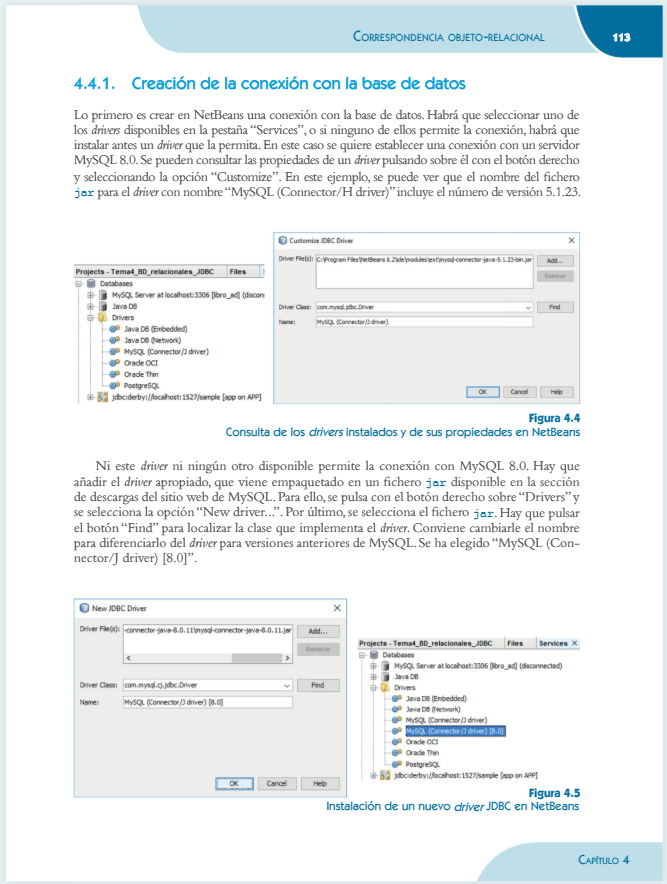 CORRESPONDENCIA OBJETO-RELACIONAL
113
4.4.1. Creación de la conexión con la base de datos
Lo primero es crear en NetBeans una conexión con la base de datos. Habrá que seleccionar uno de
los drivers disponibles en la pestaña “Services”, o si ninguno de ellos permite la conexión, habrá que
instalar antes un driver que la permita. En este caso se quiere establecer una conexión con un servidor
MySQL 8.0. Se pueden consultar las propiedades de un driver pulsando sobre él con el botón derecho
y seleccionando la opción “Customize”. En este ejemplo, se puede ver que el nombre del fichero
jar para el driver con nombre “MySQL (Connector/H driver)” incluye el número de versión 5.1.23.
Projects - Tema4_BD_relacionales_JDBC Files
Databases
MySQL Server at localhost:3306 [libro_ad] (discon
Java DB
Drivers
Java DB (Embedded)
Java DB (Network)
MySQL (Connector/J driver)
Oracle OCI
Oracle Thin
PostgreSQL
jdbc:derby://localhost:1527/sample [app on APP]
Customize JDBC Driver
Driver File(s): C:\Program Files\NetBeans 8.2\ide\modules\ext\mysql-connector-java-5.1.23-bin.jar Add...
Remove
Driver Class: com.mysql.jdbc.Driver Find
Name: MySQL (Connector/J driver)
OK Cancel Help
Figura 4.4
Consulta de los drivers instalados y de sus propiedades en NetBeans
Ni este driver ni ningún otro disponible permite la conexión con MySQL 8.0. Hay que
añadir el driver apropiado, que viene empaquetado en un fichero jar disponible en la sección
de descargas del sitio web de MySQL. Para ello, se pulsa con el botón derecho sobre “Drivers” y
se selecciona la opción “New driver...”. Por último, se selecciona el fichero jar. Hay que pulsar
el botón “Find” para localizar la clase que implementa el driver. Conviene cambiarle el nombre
para diferenciarlo del driver para versiones anteriores de MySQL. Se ha elegido “MySQL (Con-
nector/J driver) [8.0]”.
New JDBC Driver
Driver File(s): -connector-java-8.0.11\mysql-connector-java-8.0.11.jar Add...
Remove
Driver Class: com.mysql.cj.jdbc.Driver Find
Name: MySQL (Connector/J driver) [8.0]
OK Cancel Help
Projects - Tema4_BD_relacionales_JDBC Files Services
Databases
MySQL Server at localhost:3306 [libro_ad] (disconnected)
Java DB
Drivers
Java DB (Embedded)
Java DB (Network)
MySQL (Connector/J driver)
MySQL (Connector/J driver) [8.0]
Oracle OCI
Oracle Thin
PostgreSQL
jdbc:derby://localhost:1527/sample [app on APP]
Figura 4.5
Instalación de un nuevo driver JDBC en NetBeans
CAPÍTULO 4